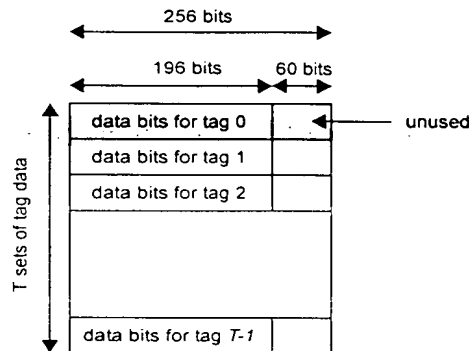 256 bits
196 bits 60 bits
data bits for tag 0 unused
data bits for tag 1
data bits for tag 2
T sets of tag data
data bits for tag T-1